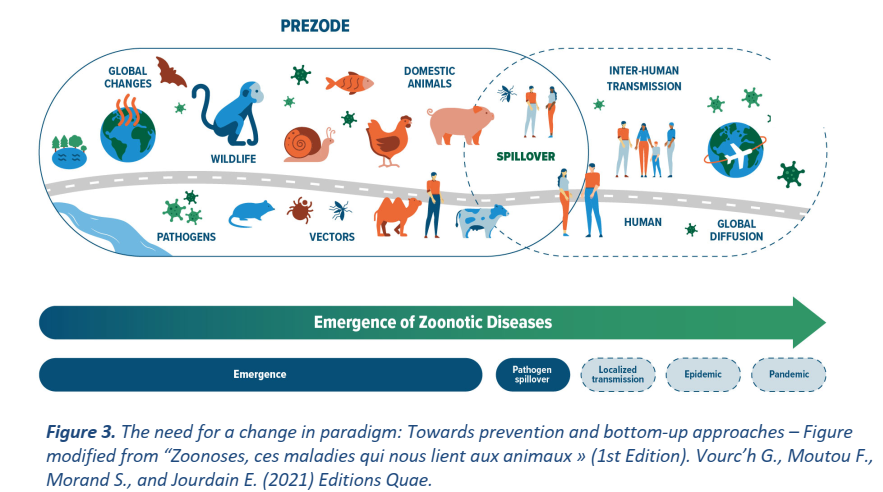 PREZODE
GLOBAL
CHANGES
DOMESTIC
ANIMALS
INTER-HUMAN
TRANSMISSION
WILDLIFE
SPILLOVER
PATHOGENS
VECTORS
HUMAN
GLOBAL
DIFFUSION
Emergence of Zoonotic Diseases
Emergence
Pathogen
spillover
Localized
transmission
Epidemic
Pandemic
Figure 3. The need for a change in paradigm: Towards prevention and bottom-up approaches – Figure
modified from “Zoonoses, ces maladies qui nous lient aux animaux » (1st Edition). Vourc’h G., Moutou F.,
Morand S., and Jourdain E. (2021) Editions Quae.